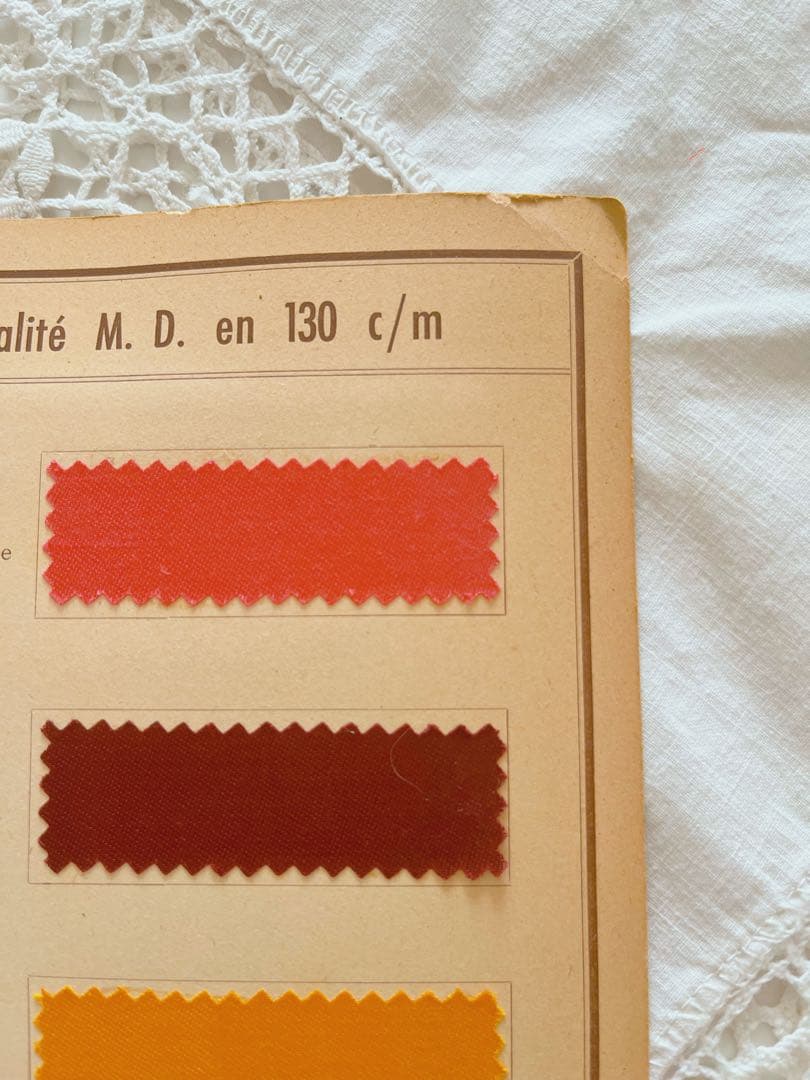 alité M. D. en 130 c/m
e